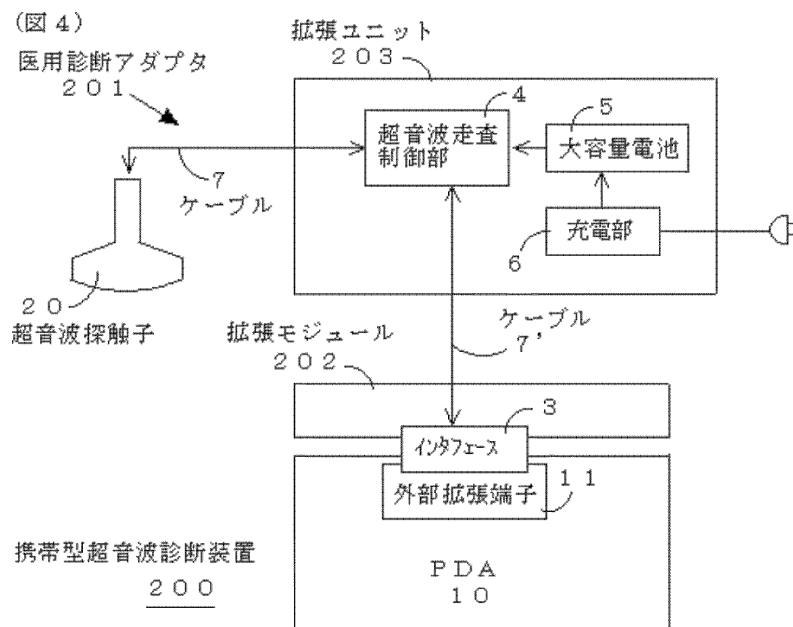 (図4)
医用診断アダプタ
201
拡張ユニット
203
4
超音波走査
制御部
5
大容量電池
6
充電部
7
ケーブル
20
超音波探触子
ケーブル
7'
拡張モジュール
202
3
インタフェース
外部拡張端子
11
携帯型超音波診断装置
200
PDA
10